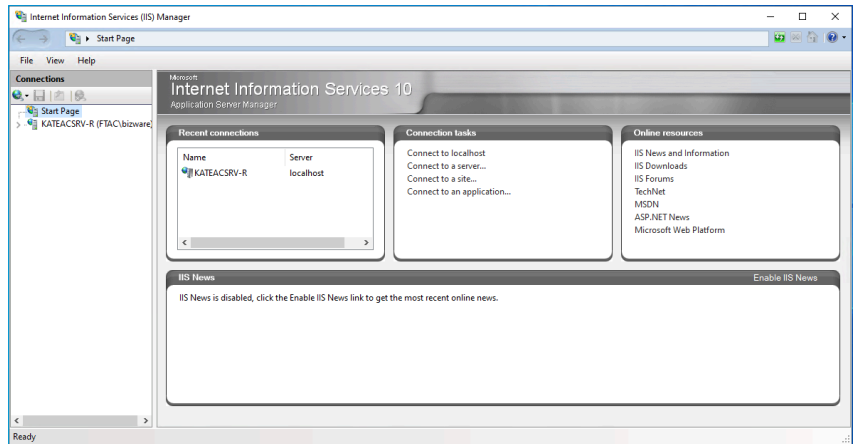 Internet Information Services (IIS) Manager
Start Page
File View Help
Connections
Start Page
KATEACSRV-R (FTAC\bizware)
Microsoft
Internet Information Services 10
Application Server Manager
Recent connections
Name Server
KATEACSRV-R localhost
Connection tasks
Connect to localhost
Connect to a server...
Connect to a site...
Connect to an application...
Online resources
IIS News and Information
IIS Downloads
IIS Forums
TechNet
MSDN
ASP.NET News
Microsoft Web Platform
IIS News Enable IIS News
IIS News is disabled, click the Enable IIS News link to get the most recent online news.
Ready